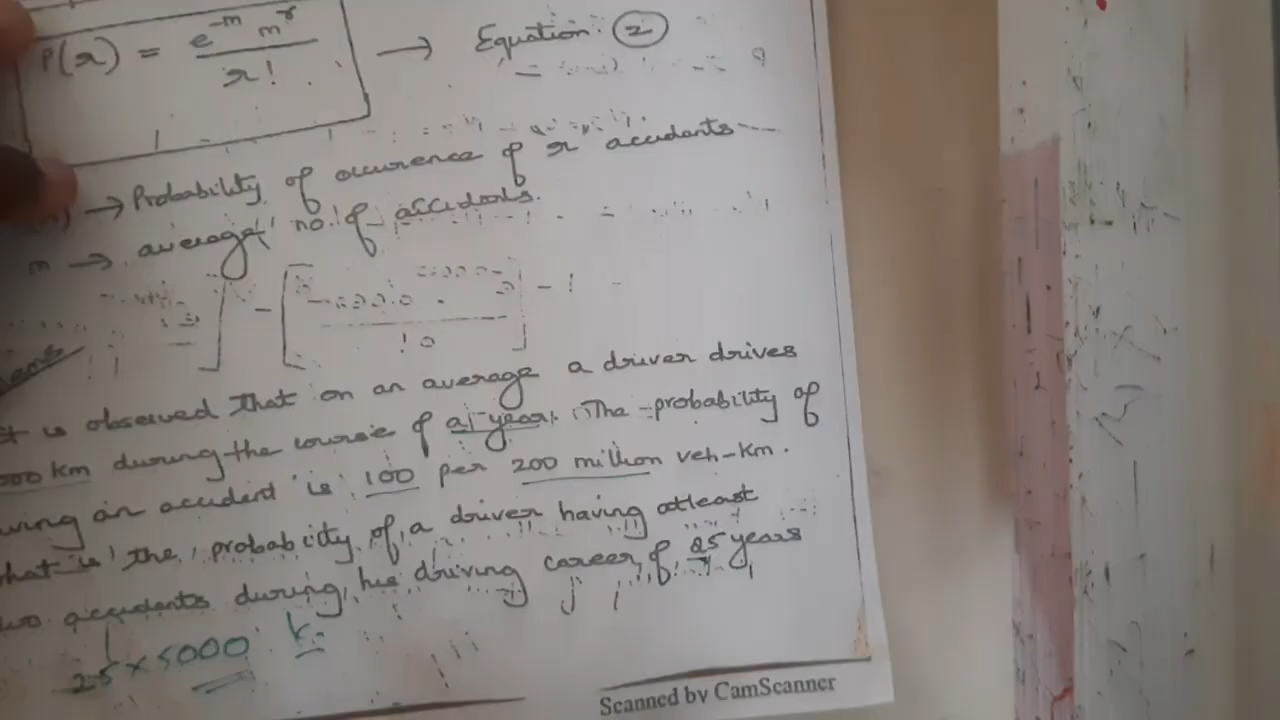 P(r) = e^-m m^r / r! → Equation (2)
→ Probability of occurence of r accidents
m → average no. of accidents.
It is observed that on an average a driver drives
000 km during the course of a year. The probability of
having an accident is 100 per 200 million veh-km.
What is the probability of a driver having atleast
two accidents during his driving career of 25 years
25 x 5000
Scanned by CamScanner